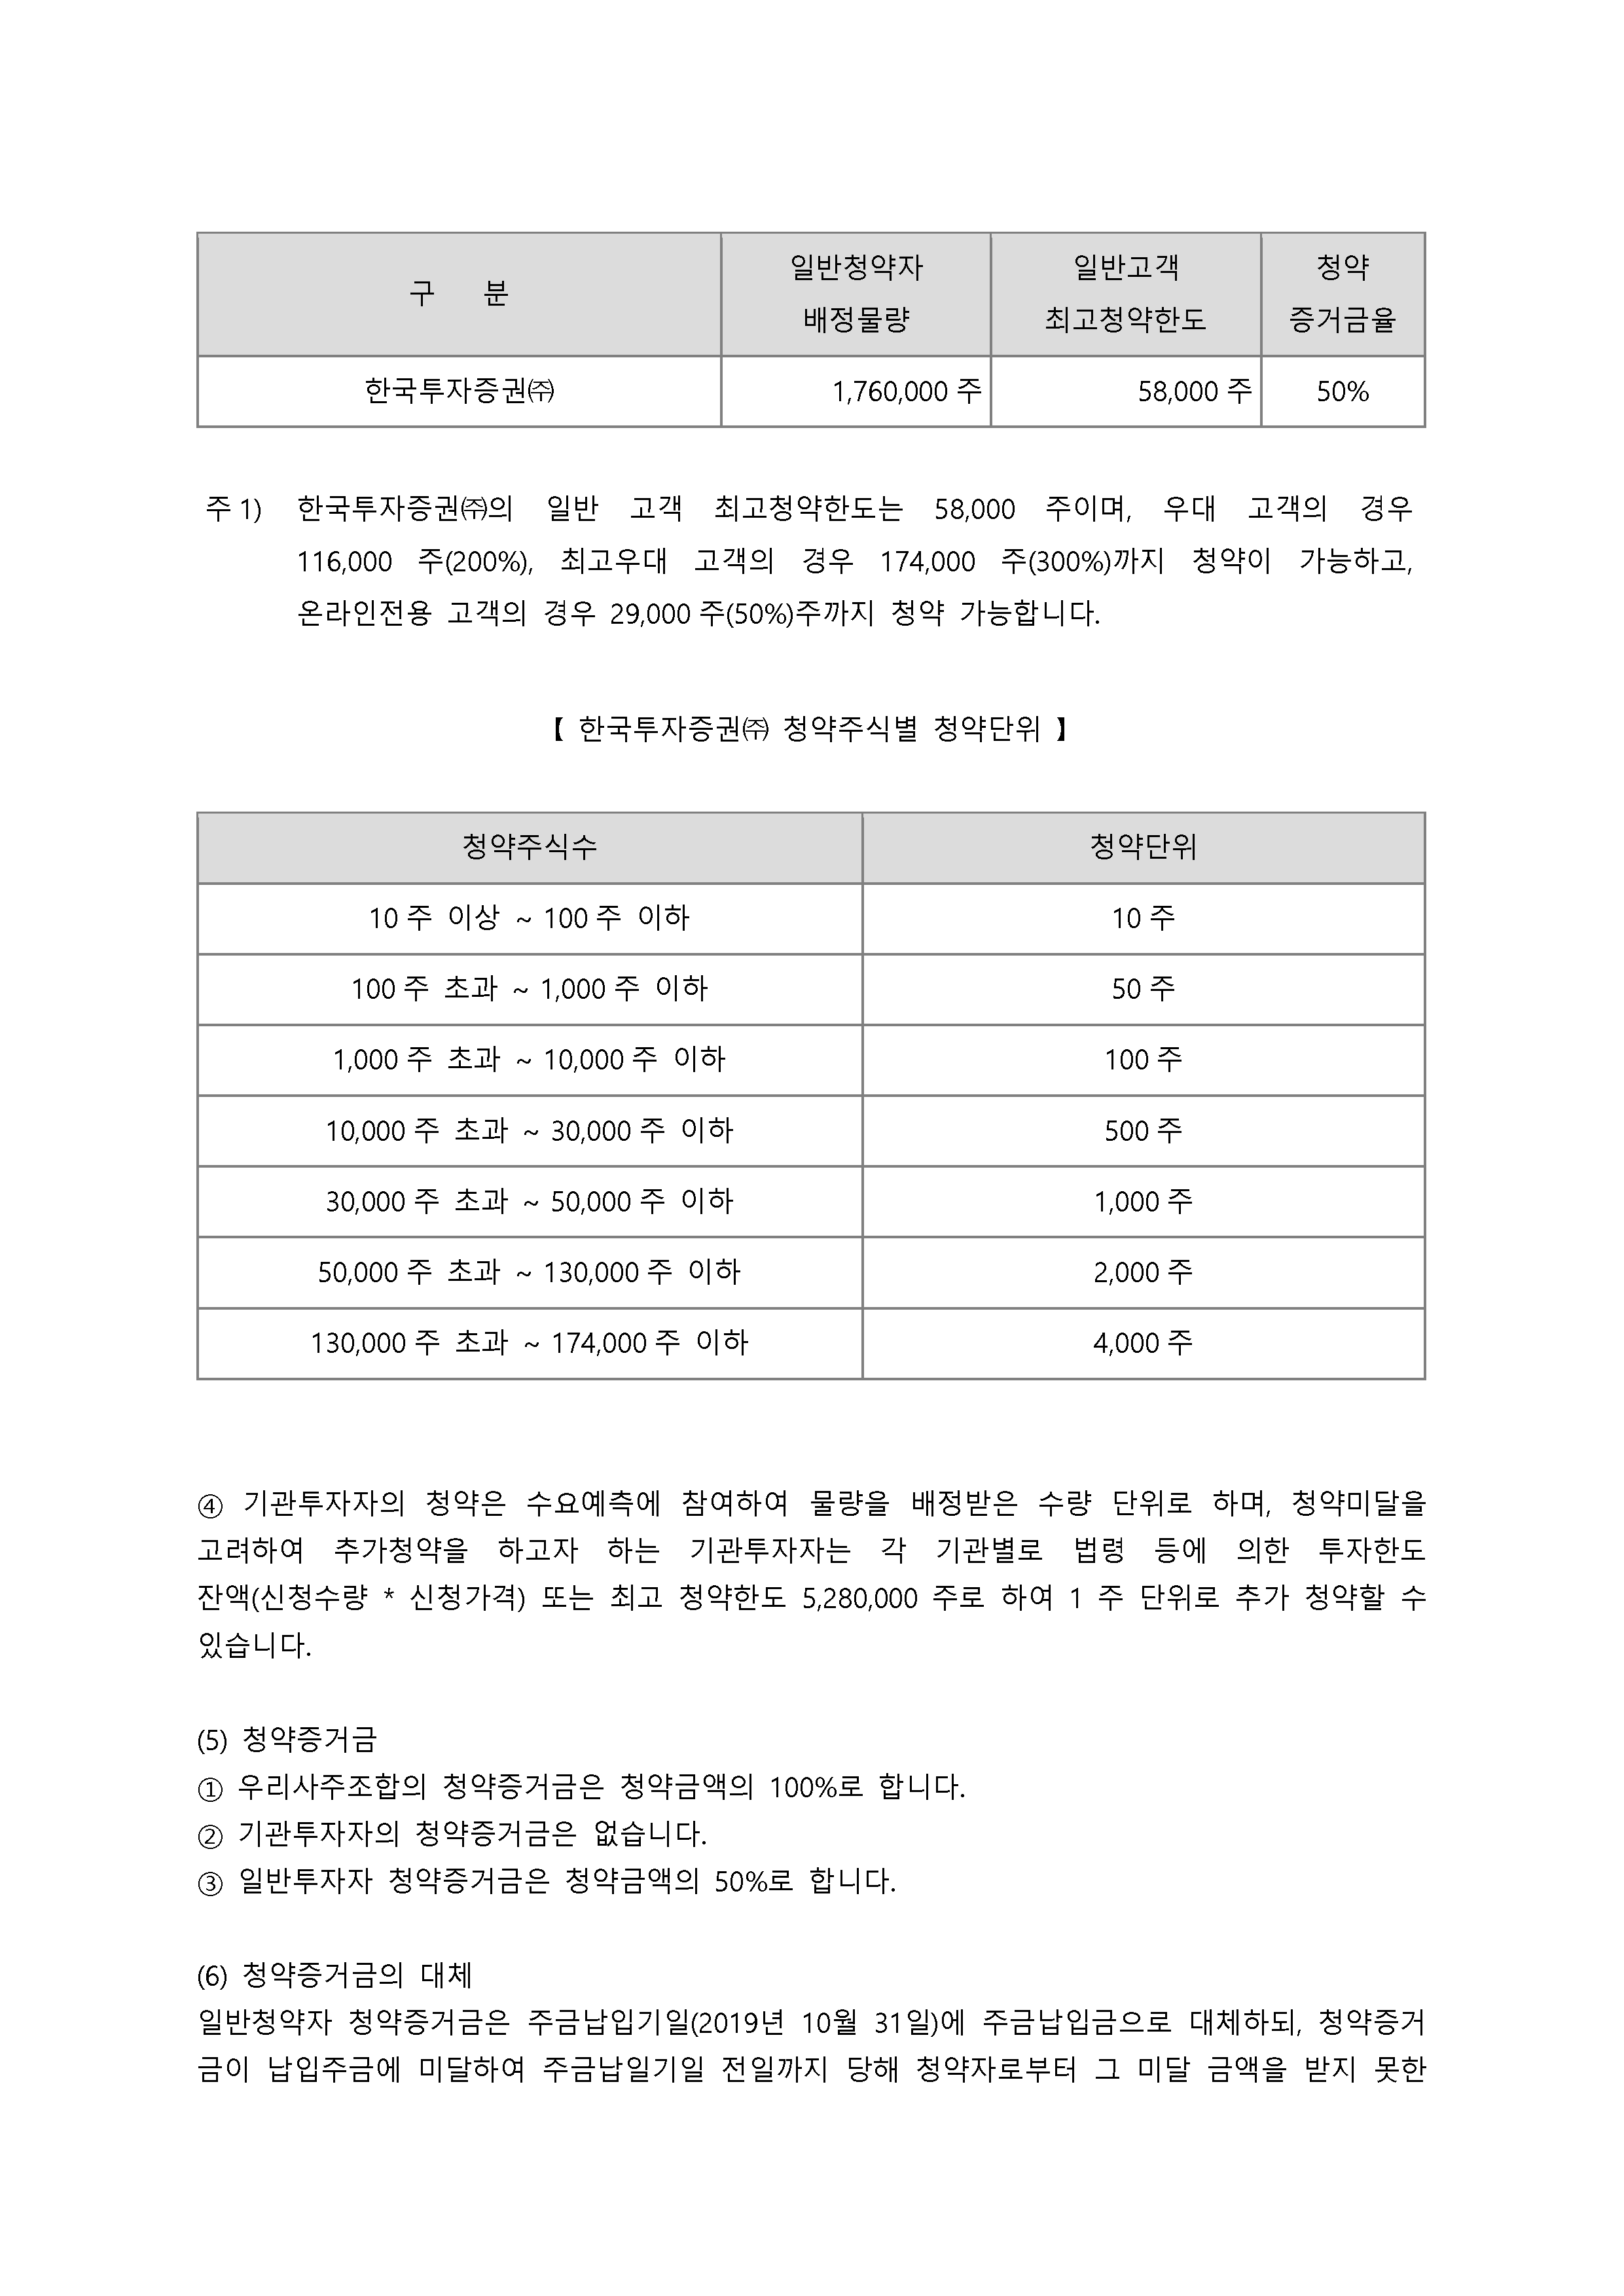 구 분
일반청약자
배정물량
일반고객
최고청약한도
청약
증거금율
한국투자증권㈜
1,760,000 주
58,000 주
50%
주 1) 한국투자증권㈜의 일반 고객 최고청약한도는 58,000 주이며, 우대 고객의 경우
116,000 주(200%), 최고우대 고객의 경우 174,000 주(300%)까지 청약이 가능하고,
온라인전용 고객의 경우 29,000 주(50%)주까지 청약 가능합니다.
【 한국투자증권㈜ 청약주식별 청약단위 】
청약주식수 청약단위
10 주 이상 ~ 100 주 이하 10 주
100 주 초과 ~ 1,000 주 이하 50 주
1,000 주 초과 ~ 10,000 주 이하 100 주
10,000 주 초과 ~ 30,000 주 이하 500 주
30,000 주 초과 ~ 50,000 주 이하 1,000 주
50,000 주 초과 ~ 130,000 주 이하 2,000 주
130,000 주 초과 ~ 174,000 주 이하 4,000 주
④ 기관투자자의 청약은 수요예측에 참여하여 물량을 배정받은 수량 단위로 하며, 청약미달을
고려하여 추가청약을 하고자 하는 기관투자자는 각 기관별로 법령 등에 의한 투자한도
잔액(신청수량 * 신청가격) 또는 최고 청약한도 5,280,000 주로 하여 1 주 단위로 추가 청약할 수
있습니다.
(5) 청약증거금
① 우리사주조합의 청약증거금은 청약금액의 100%로 합니다.
② 기관투자자의 청약증거금은 없습니다.
③ 일반투자자 청약증거금은 청약금액의 50%로 합니다.
(6) 청약증거금의 대체
일반청약자 청약증거금은 주금납입기일(2019년 10월 31일)에 주금납입금으로 대체하되, 청약증거
금이 납입주금에 미달하여 주금납일기일 전일까지 당해 청약자로부터 그 미달 금액을 받지 못한